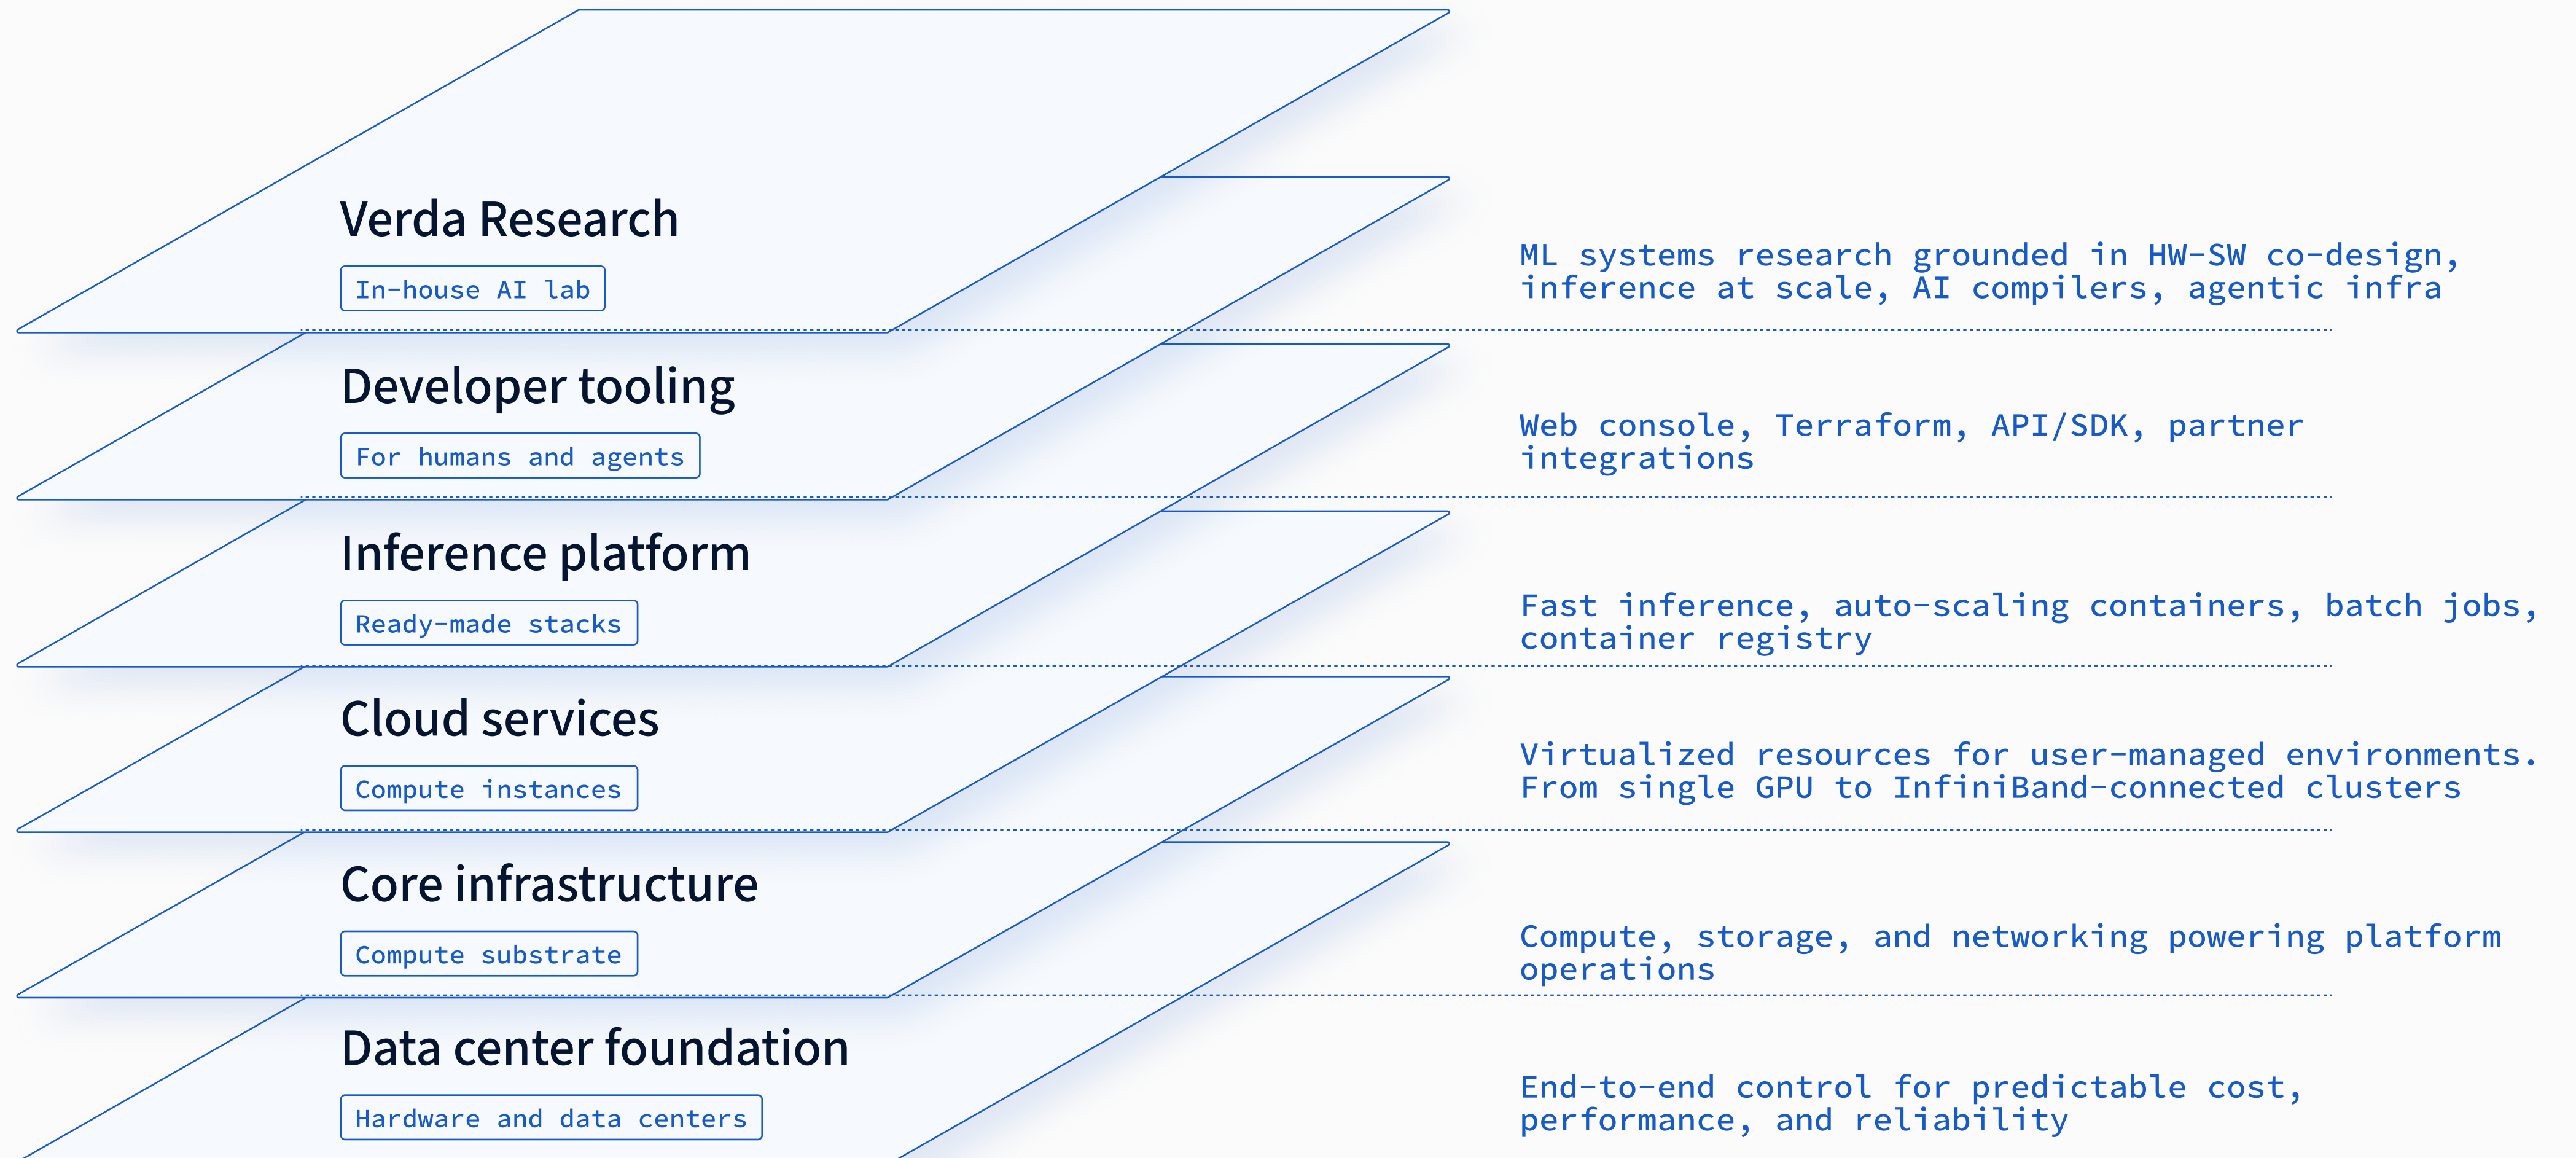 Verda Research
In-house AI lab
ML systems research grounded in HW-SW co-design,
inference at scale, AI compilers, agentic infra
Developer tooling
For humans and agents
Web console, Terraform, API/SDK, partner
integrations
Inference platform
Ready-made stacks
Fast inference, auto-scaling containers, batch jobs,
container registry
Cloud services
Compute instances
Virtualized resources for user-managed environments.
From single GPU to InfiniBand-connected clusters
Core infrastructure
Compute substrate
Compute, storage, and networking powering platform
operations
Data center foundation
Hardware and data centers
End-to-end control for predictable cost,
performance, and reliability